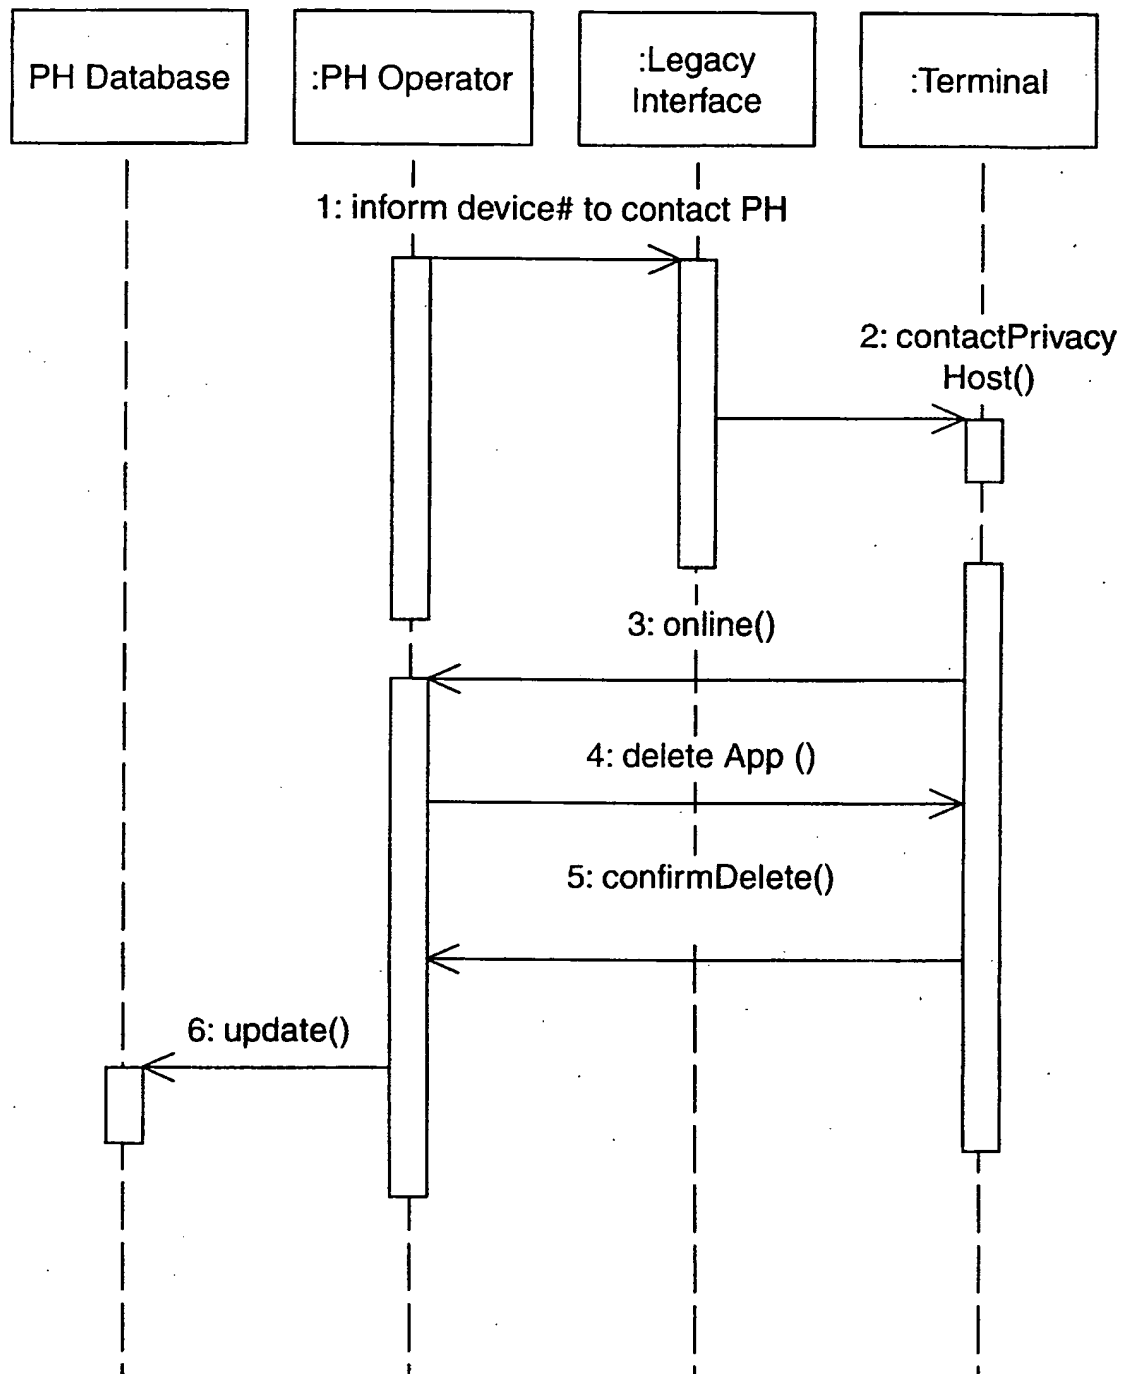 PH Database
:PH Operator
:Legacy
Interface
:Terminal
1: inform device# to contact PH
2: contactPrivacy
Host()
3: online()
4: delete App ()
5: confirmDelete()
6: update()